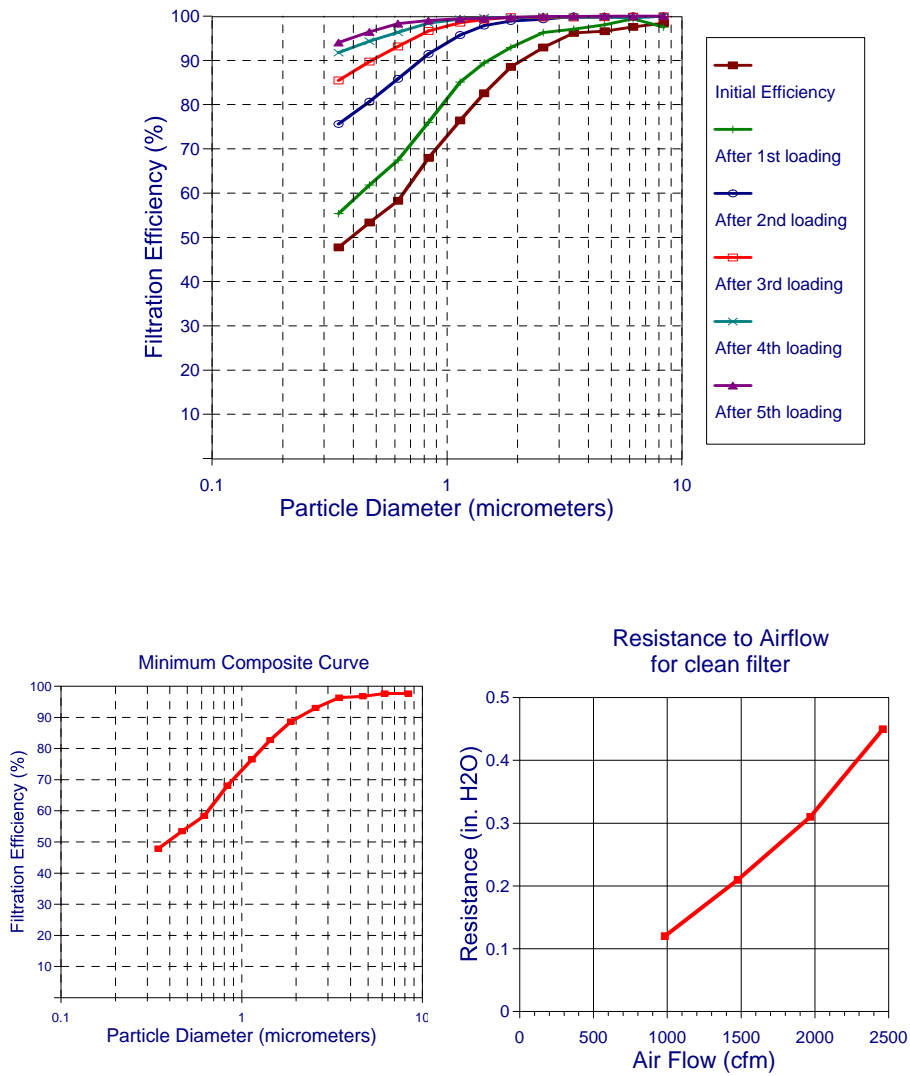 100
90
80
70
60
50
40
30
20
10
Filtration Efficiency (%)
0.1
1
10
Particle Diameter (micrometers)
Initial Efficiency
After 1st loading
After 2nd loading
After 3rd loading
After 4th loading
After 5th loading
Minimum Composite Curve
100
90
80
70
60
50
40
30
20
10
Filtration Efficiency (%)
0.1
1
10
Particle Diameter (micrometers)
Resistance to Airflow
for clean filter
0.5
0.4
0.3
0.2
0.1
0
Resistance (in. H2O)
0
500
1000
1500
2000
2500
Air Flow (cfm)